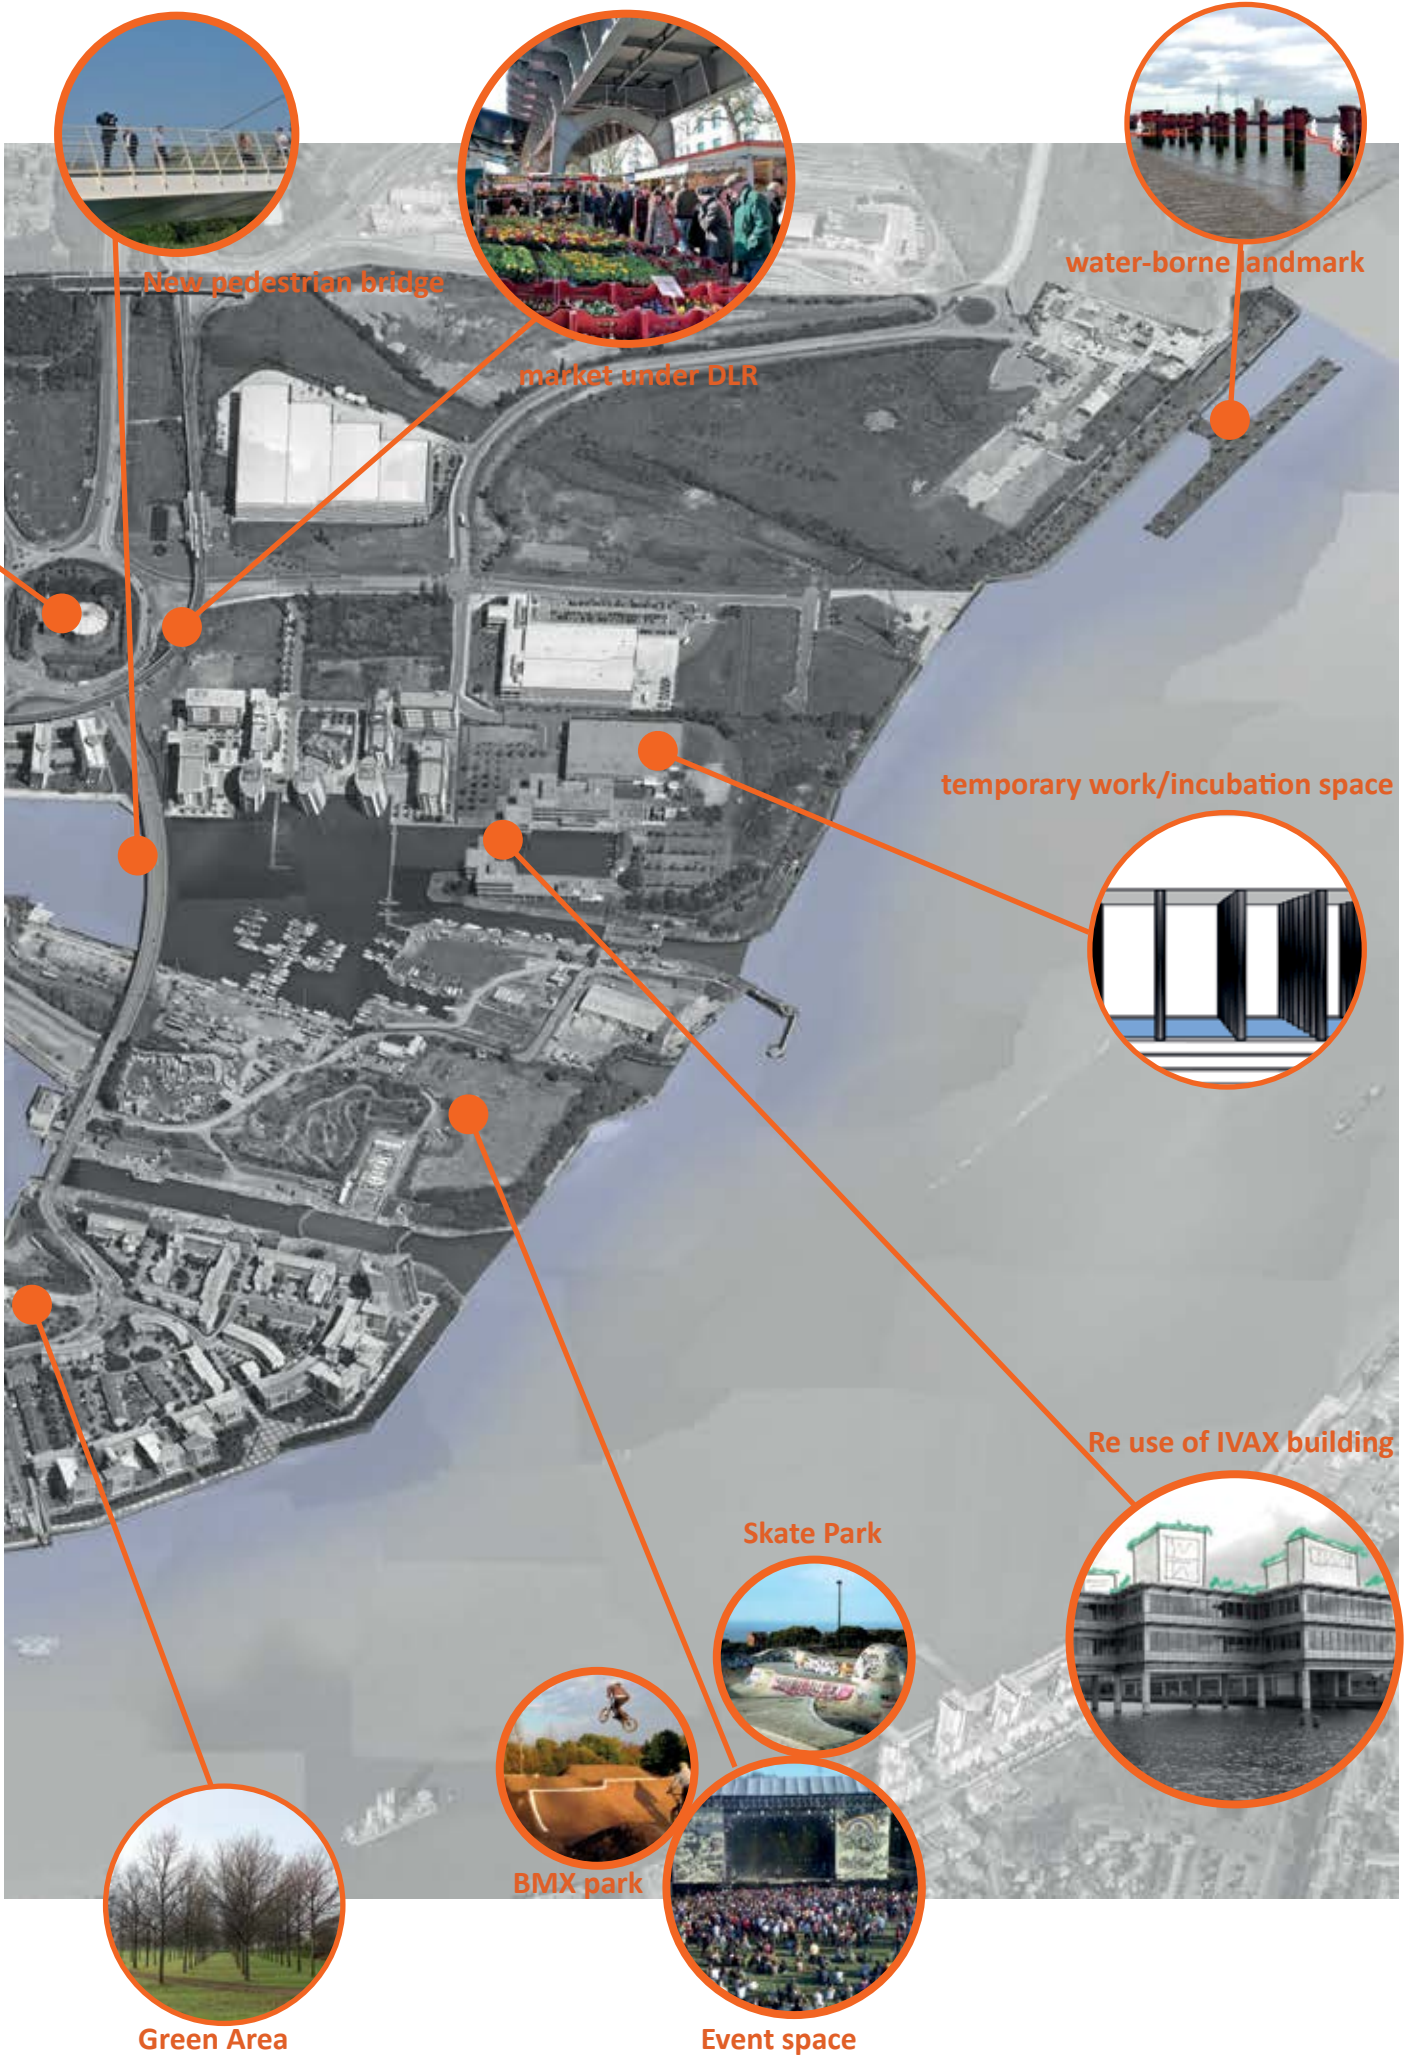 New pedestrian bridge
water-borne landmark
market under DLR
temporary work/incubation space
Re use of IVAX building
Skate Park
BMX park
Green Area
Event space